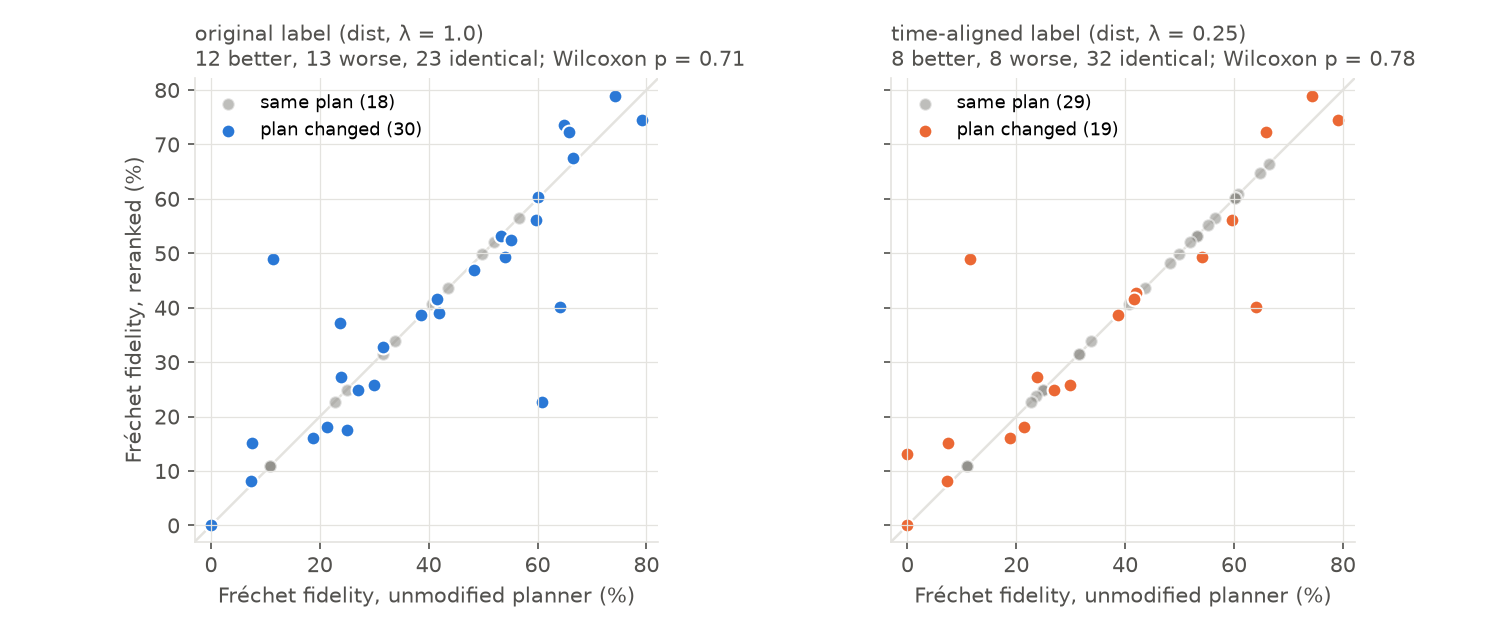 original label (dist, λ = 1.0)
12 better, 13 worse, 23 identical; Wilcoxon p = 0.71
same plan (18)
plan changed (30)
80
70
60
50
40
30
20
10
0
Fréchet fidelity, reranked (%)
0 20 40 60 80
Fréchet fidelity, unmodified planner (%)
time-aligned label (dist, λ = 0.25)
8 better, 8 worse, 32 identical; Wilcoxon p = 0.78
same plan (29)
plan changed (19)
0 20 40 60 80
Fréchet fidelity, unmodified planner (%)